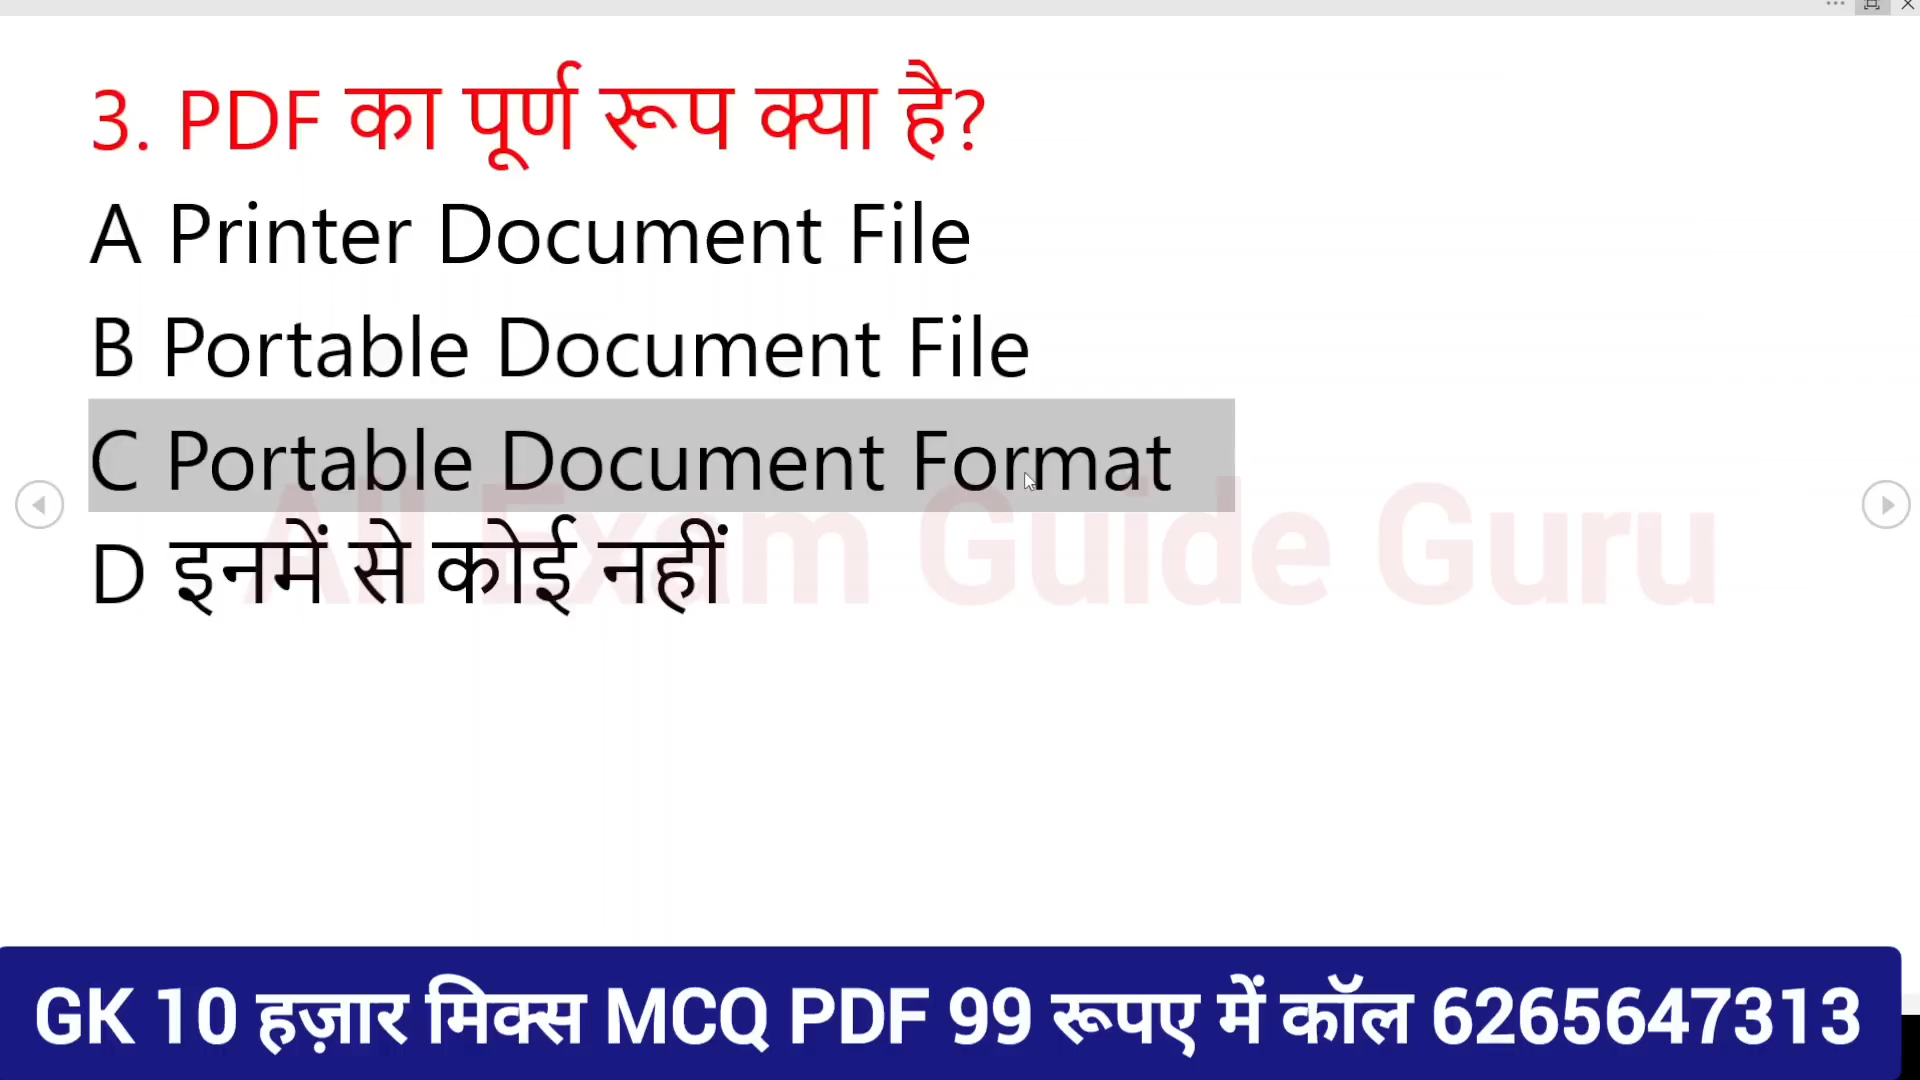 3. PDF का पूर्ण रूप क्या है?
A Printer Document File
B Portable Document File
C Portable Document Format
D इनमें से कोई नहीं
All Exam Guide Guru
GK 10 हज़ार मिक्स MCQ PDF 99 रूपए में कॉल 6265647313